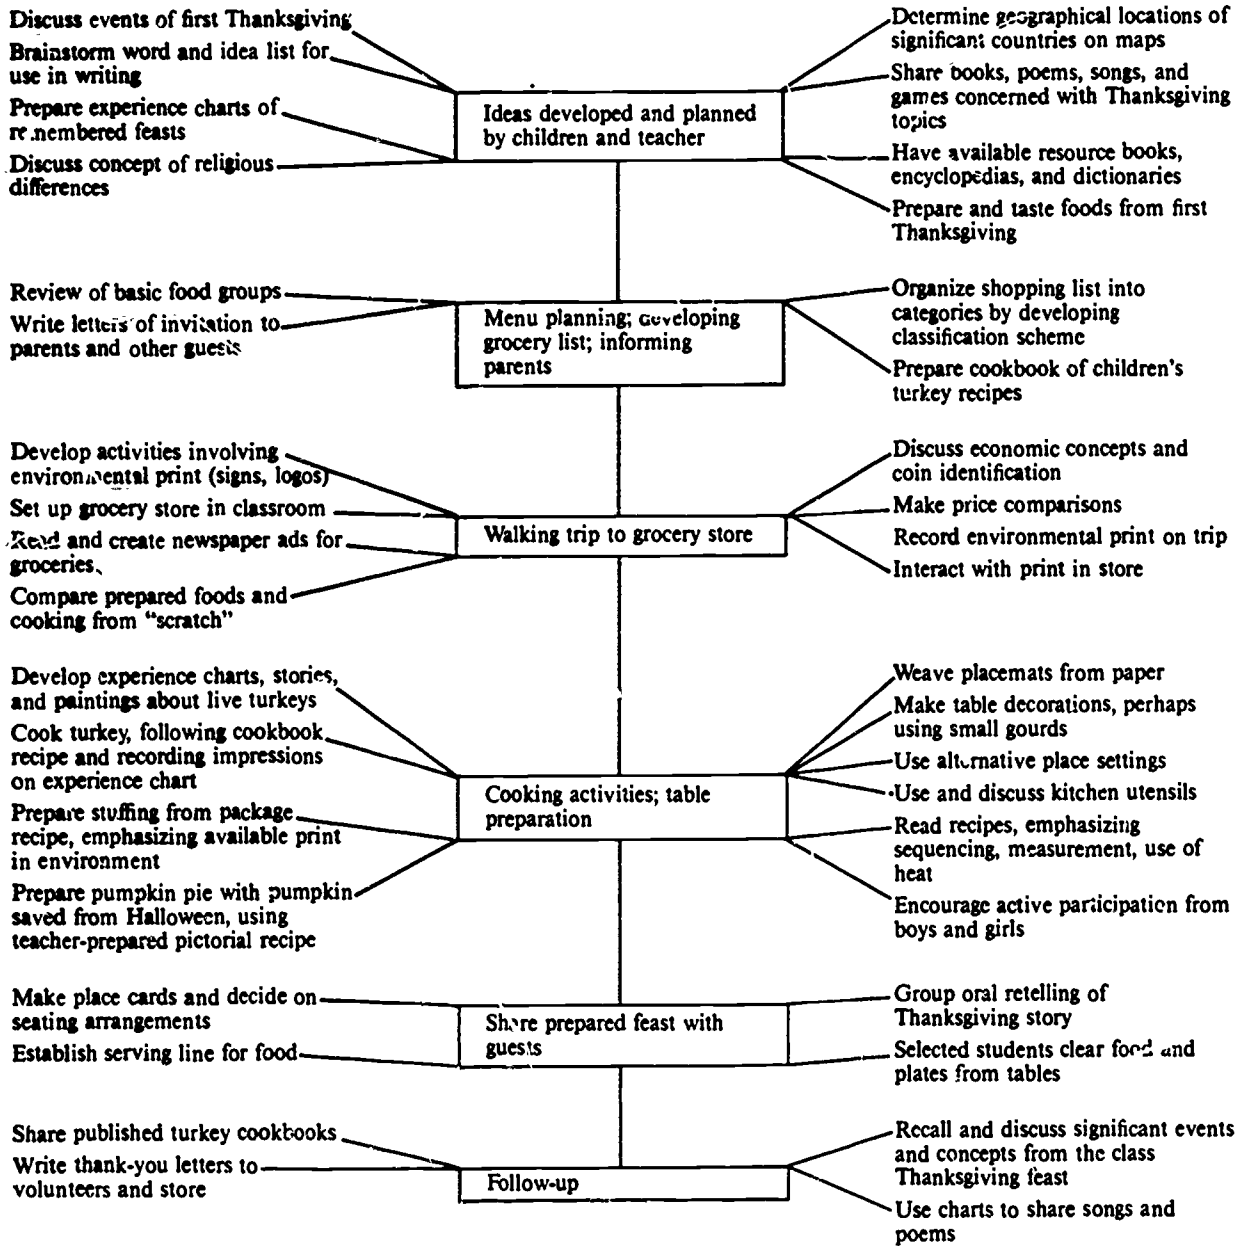 Discuss events of first Thanksgiving
Brainstorm word and idea list for
use in writing
Prepare experience charts of
remembered feasts
Discuss concept of religious
differences
Ideas developed and planned
by children and teacher
Determine geographical locations of
significant countries on maps
Share books, poems, songs, and
games concerned with Thanksgiving
topics
Have available resource books,
encyclopedias, and dictionaries
Prepare and taste foods from first
Thanksgiving
Review of basic food groups
Write letters of invitation to
parents and other guests
Menu planning; developing
grocery list; informing
parents
Organize shopping list into
categories by developing
classification scheme
Prepare cookbook of children's
turkey recipes
Develop activities involving
environmental print (signs, logos)
Set up grocery store in classroom
Read and create newspaper ads for
groceries
Compare prepared foods and
cooking from "scratch"
Walking trip to grocery store
Discuss economic concepts and
coin identification
Make price comparisons
Record environmental print on trip
Interact with print in store
Develop experience charts, stories,
and paintings about live turkeys
Cook turkey, following cookbook
recipe and recording impressions
on experience chart
Prepare stuffing from package
recipe, emphasizing available print
in environment
Prepare pumpkin pie with pumpkin
saved from Halloween, using
teacher-prepared pictorial recipe
Cooking activities; table
preparation
Weave placemats from paper
Make table decorations, perhaps
using small gourds
Use alternative place settings
Use and discuss kitchen utensils
Read recipes, emphasizing
sequencing, measurement, use of
heat
Encourage active participation from
boys and girls
Make place cards and decide on
seating arrangements
Establish serving line for food
Share prepared feast with
guests
Group oral retelling of
Thanksgiving story
Selected students clear food and
plates from tables
Share published turkey cookbooks
Write thank-you letters to
volunteers and store
Follow-up
Recall and discuss significant events
and concepts from the class
Thanksgiving feast
Use charts to share songs and
poems